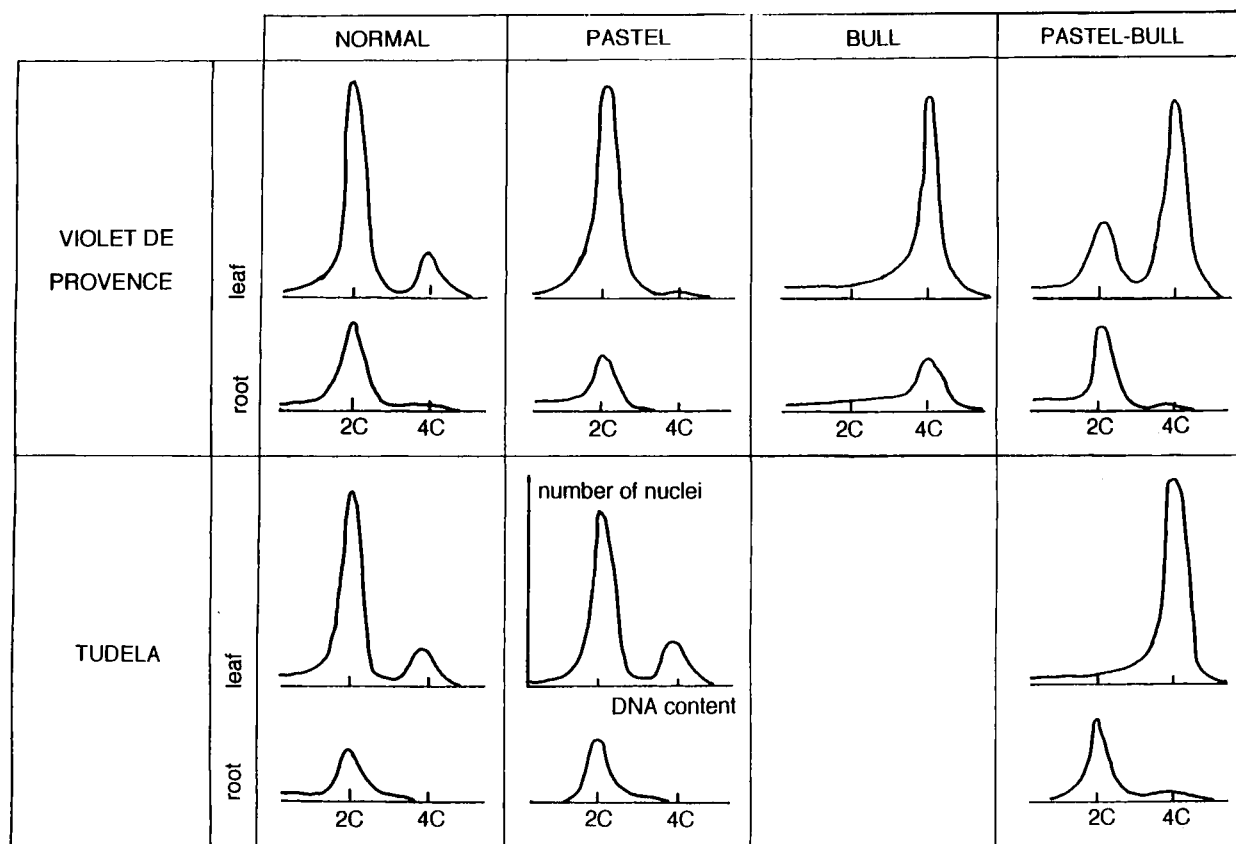 NORMAL PASTEL BULL PASTEL-BULL
VIOLET DE
PROVENCE
leaf
root
2C 4C 2C 4C 2C 4C 2C 4C
TUDELA
leaf
number of nuclei
DNA content
root
2C 4C 2C 4C 2C 4C